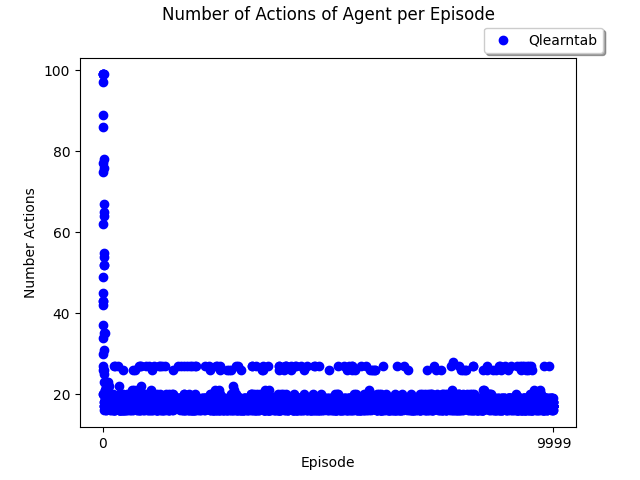 Number of Actions of Agent per Episode
Qlearntab
100
80
60
40
20
Number Actions
0
9999
Episode